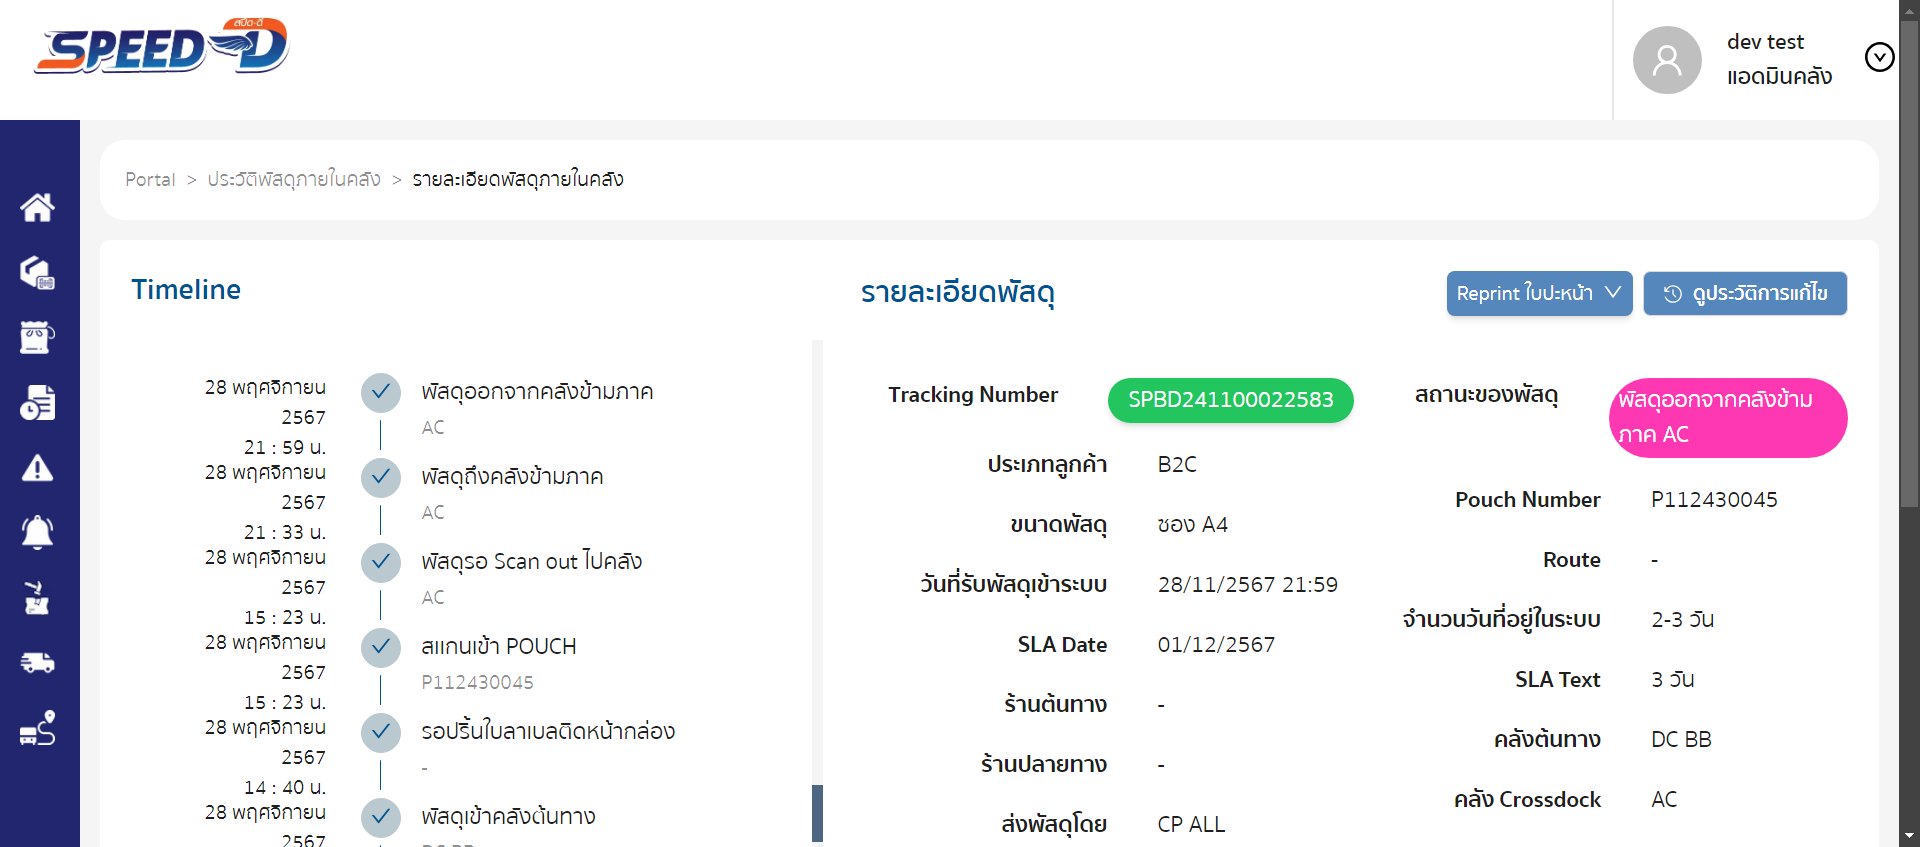 สปีด-ดี
SPEED-D
dev test
แอดมินคลัง
Portal > ประวัติพัสดุภายในคลัง > รายละเอียดพัสดุภายในคลัง
Timeline
28 พฤศจิกายน
2567
21 : 59 น.
พัสดุออกจากคลังข้ามภาค
AC
28 พฤศจิกายน
2567
21 : 33 น.
พัสดุถึงคลังข้ามภาค
AC
28 พฤศจิกายน
2567
15 : 23 น.
พัสดุรอ Scan out ไปคลัง
AC
28 พฤศจิกายน
2567
15 : 23 น.
สแกนเข้า POUCH
P112430045
28 พฤศจิกายน
2567
14 : 40 น.
รอปริ้นใบลาเบลติดหน้ากล่อง
-
28 พฤศจิกายน
2567
พัสดุเข้าคลังต้นทาง
รายละเอียดพัสดุ
Reprint ใบปะหน้า
ดูประวัติการแก้ไข
Tracking Number SPBD241100022583
ประเภทลูกค้า B2C
ขนาดพัสดุ ซอง A4
วันที่รับพัสดุเข้าระบบ 28/11/2567 21:59
SLA Date 01/12/2567
ร้านต้นทาง -
ร้านปลายทาง -
ส่งพัสดุโดย CP ALL
สถานะของพัสดุ พัสดุออกจากคลังข้าม
ภาค AC
Pouch Number P112430045
Route -
จำนวนวันที่อยู่ในระบบ 2-3 วัน
SLA Text 3 วัน
คลังต้นทาง DC BB
คลัง Crossdock AC